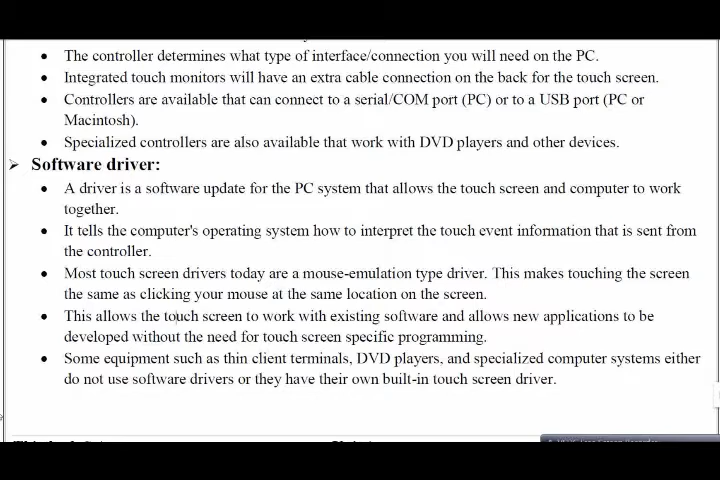 • The controller determines what type of interface/connection you will need on the PC.
• Integrated touch monitors will have an extra cable connection on the back for the touch screen.
• Controllers are available that can connect to a serial/COM port (PC) or to a USB port (PC or
Macintosh).
• Specialized controllers are also available that work with DVD players and other devices.
➢ Software driver:
• A driver is a software update for the PC system that allows the touch screen and computer to work
together.
• It tells the computer's operating system how to interpret the touch event information that is sent from
the controller.
• Most touch screen drivers today are a mouse-emulation type driver. This makes touching the screen
the same as clicking your mouse at the same location on the screen.
• This allows the touch screen to work with existing software and allows new applications to be
developed without the need for touch screen specific programming.
• Some equipment such as thin client terminals, DVD players, and specialized computer systems either
do not use software drivers or they have their own built-in touch screen driver.